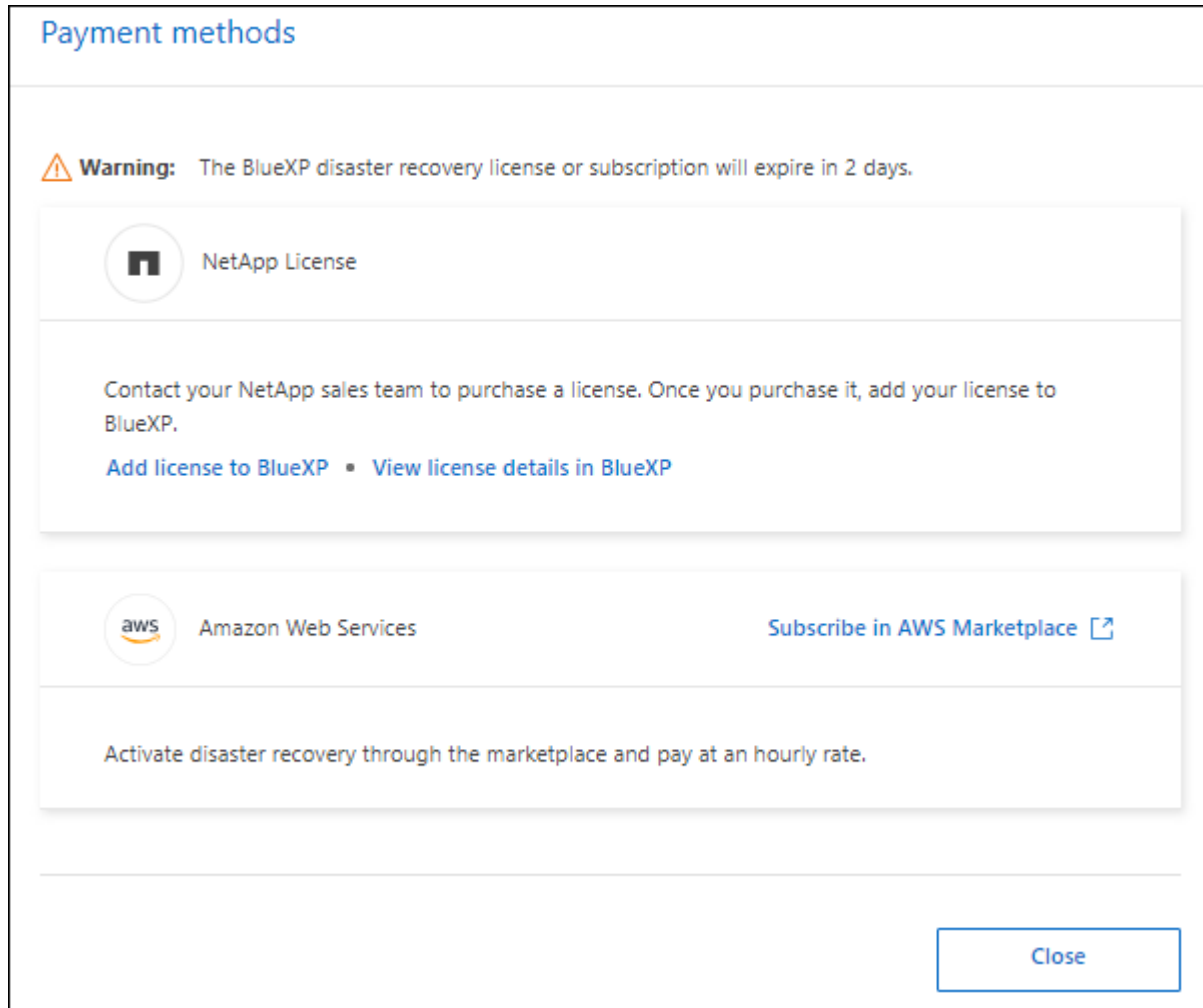 Payment methods
Warning: The BlueXP disaster recovery license or subscription will expire in 2 days.
NetApp License
Contact your NetApp sales team to purchase a license. Once you purchase it, add your license to
BlueXP.
Add license to BlueXP • View license details in BlueXP
aws Amazon Web Services Subscribe in AWS Marketplace
Activate disaster recovery through the marketplace and pay at an hourly rate.
Close